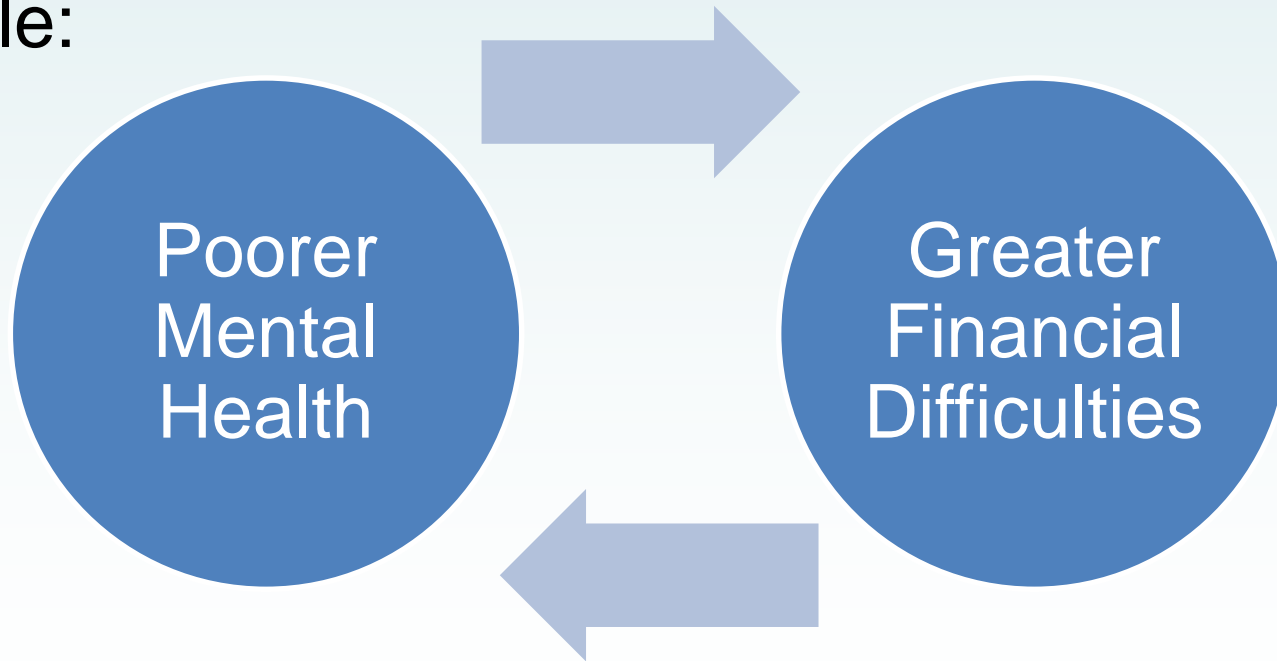 le:
Poorer
Mental
Health
Greater
Financial
Difficulties